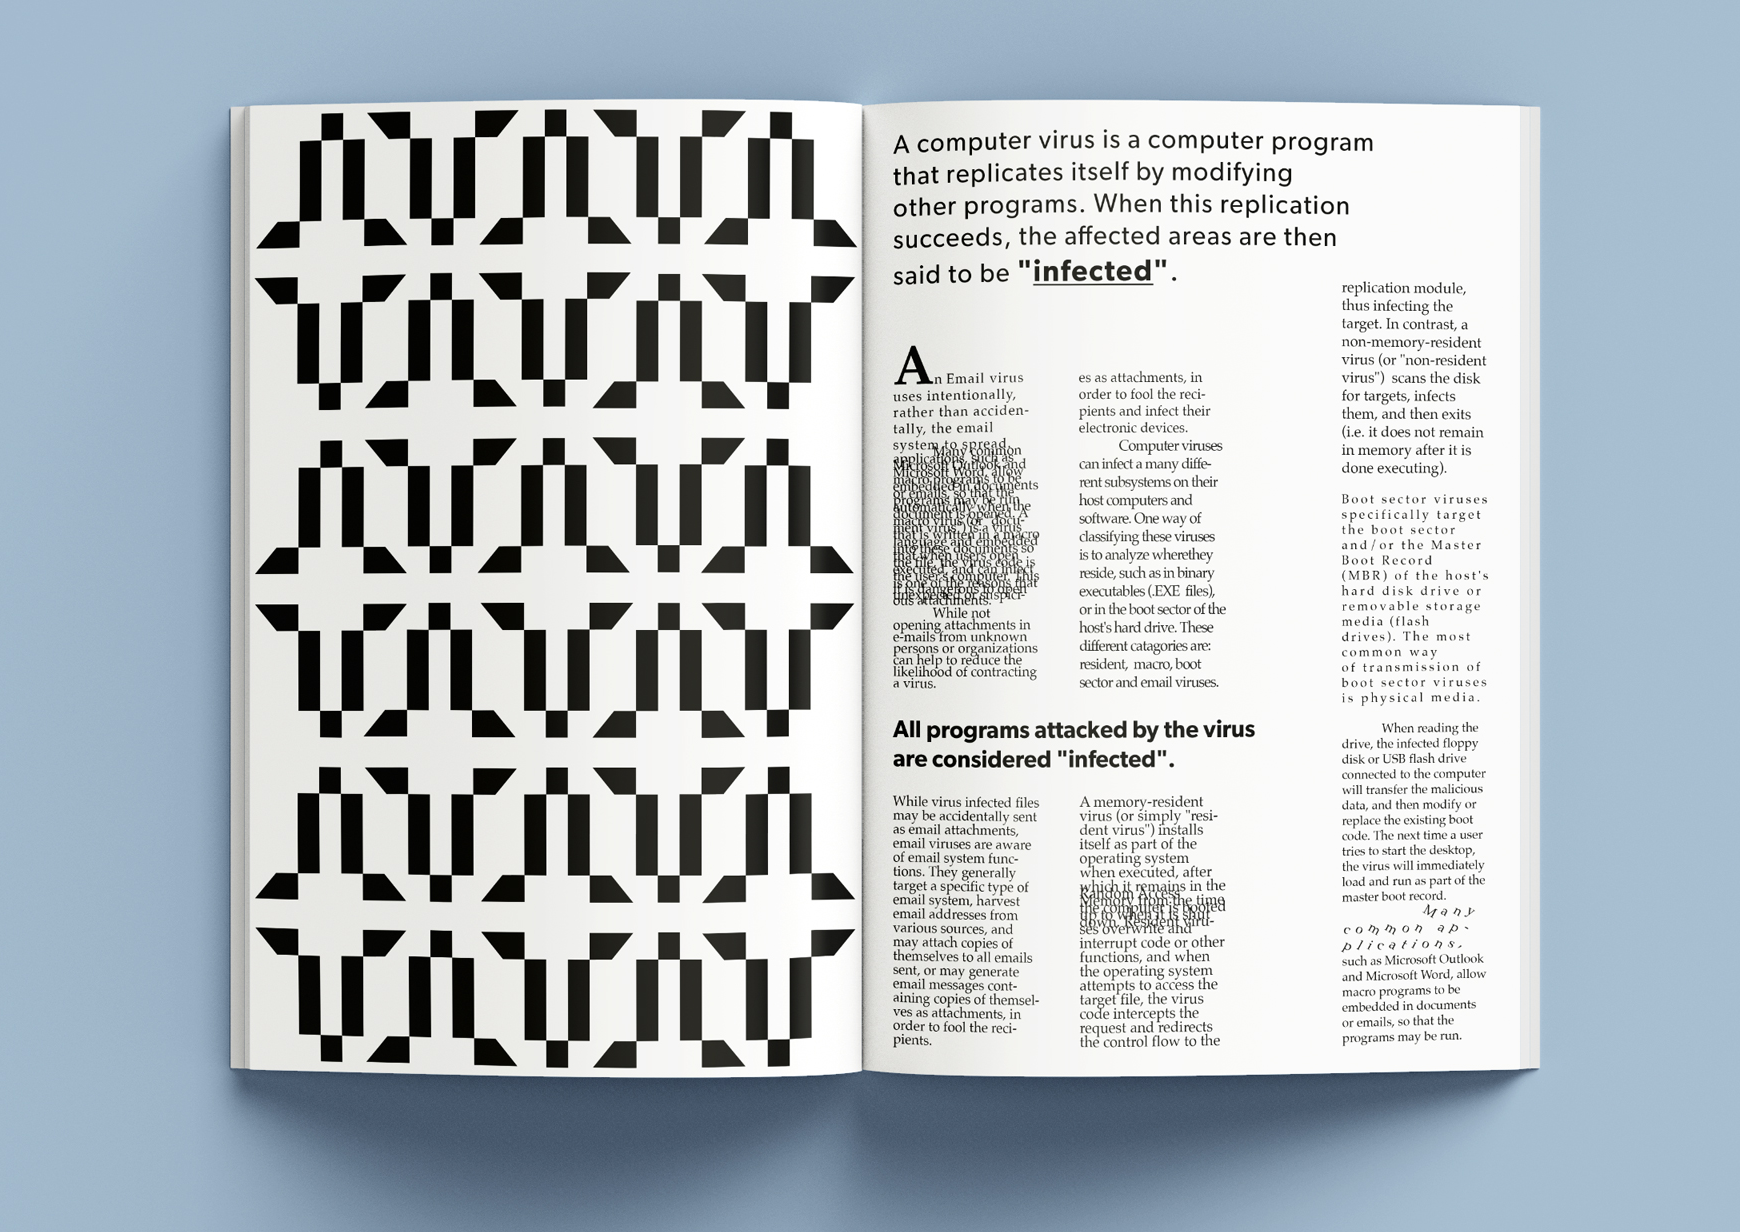 A computer virus is a computer program
that replicates itself by modifying
other programs. When this replication
succeeds, the affected areas are then
said to be "infected".
An Email virus
uses intentionally,
rather than acciden-
tally, the email
system to spread.
Many common
applications, such as
Microsoft Outlook and
Microsoft Word, allow
macro programs to be
embedded in documents
or emails, so that the
programs may be run
automatically when the
document is opened. A
macro virus (or "docu-
ment virus") is a virus
that is written in a macro
language and embedded
into these documents so
that when users open
the file, the virus code is
executed, and can infect
the user's computer. This
is one of the reasons that
it is dangerous to open
unexpected or suspici-
ous attachments.
While not
opening attachments in
e-mails from unknown
persons or organizations
can help to reduce the
likelihood of contracting
a virus.
es as attachments, in
order to fool the reci-
pients and infect their
electronic devices.
Computer viruses
can infect a many diffe-
rent subsystems on their
host computers and
software. One way of
classifying these viruses
is to analyze wherethey
reside, such as in binary
executables (.EXE files),
or in the boot sector of the
host's hard drive. These
different catagories are:
resident, macro, boot
sector and email viruses.
All programs attacked by the virus
are considered "infected".
While virus infected files
may be accidentally sent
as email attachments,
email viruses are aware
of email system func-
tions. They generally
target a specific type of
email system, harvest
email addresses from
various sources, and
may attach copies of
themselves to all emails
sent, or may generate
email messages cont-
aining copies of themsel-
ves as attachments, in
order to fool the reci-
pients.
A memory-resident
virus (or simply "resi-
dent virus") installs
itself as part of the
operating system
when executed, after
which it remains in the
Random Access
Memory from the time
the computer is booted
up to when it is shut
down. Resident viru-
ses overwrite and
interrupt code or other
functions, and when
the operating system
attempts to access the
target file, the virus
code intercepts the
request and redirects
the control flow to the
replication module,
thus infecting the
target. In contrast, a
non-memory-resident
virus (or "non-resident
virus") scans the disk
for targets, infects
them, and then exits
(i.e. it does not remain
in memory after it is
done executing).
Boot sector viruses
specifically target
the boot sector
and/or the Master
Boot Record
(MBR) of the host's
hard disk drive or
removable storage
media (flash
drives). The most
common way
of transmission of
boot sector viruses
is physical media.
When reading the
drive, the infected floppy
disk or USB flash drive
connected to the computer
will transfer the malicious
data, and then modify or
replace the existing boot
code. The next time a user
tries to start the desktop,
the virus will immediately
load and run as part of the
master boot record.
Many
common ap-
plications,
such as Microsoft Outlook
and Microsoft Word, allow
macro programs to be
embedded in documents
or emails, so that the
programs may be run.